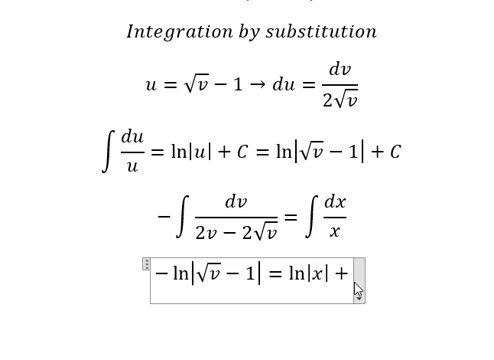 Integration by substitution
u = √v − 1 → du = dv / 2√v
∫ du/u = ln|u| + C = ln|√v − 1| + C
− ∫ dv / 2v − 2√v = ∫ dx/x
− ln|√v − 1| = ln|x| +